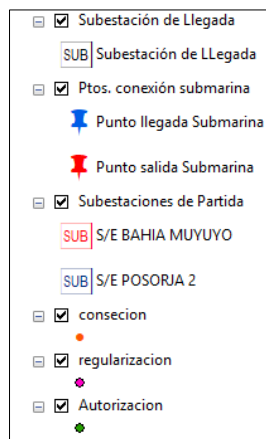 Subestación de Llegada
SUB Subestación de LLegada
Ptos. conexión submarina
Punto llegada Submarina
Punto salida Submarina
Subestaciones de Partida
SUB S/E BAHIA MUYUYO
SUB S/E POSORJA 2
consecion
regularizacion
Autorizacion